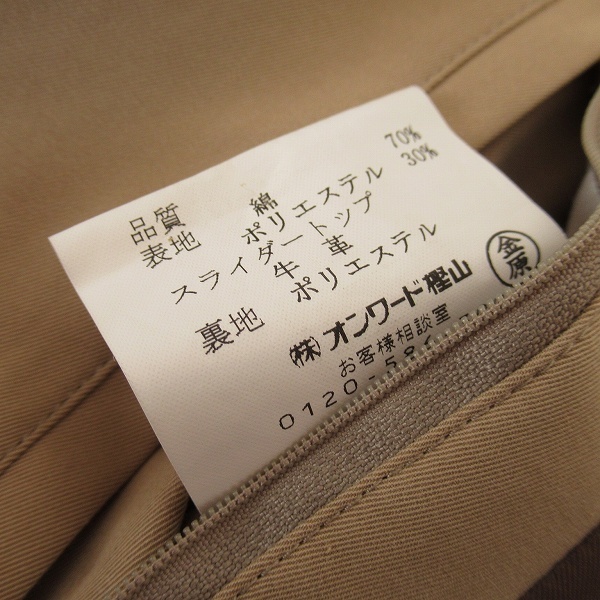 品質
表地 綿 70%
ポリエステル 30%
スライダートップ
牛 革
裏地 ポリエステル
㈱オンワード樫山
お客様相談室
0120-586
金原